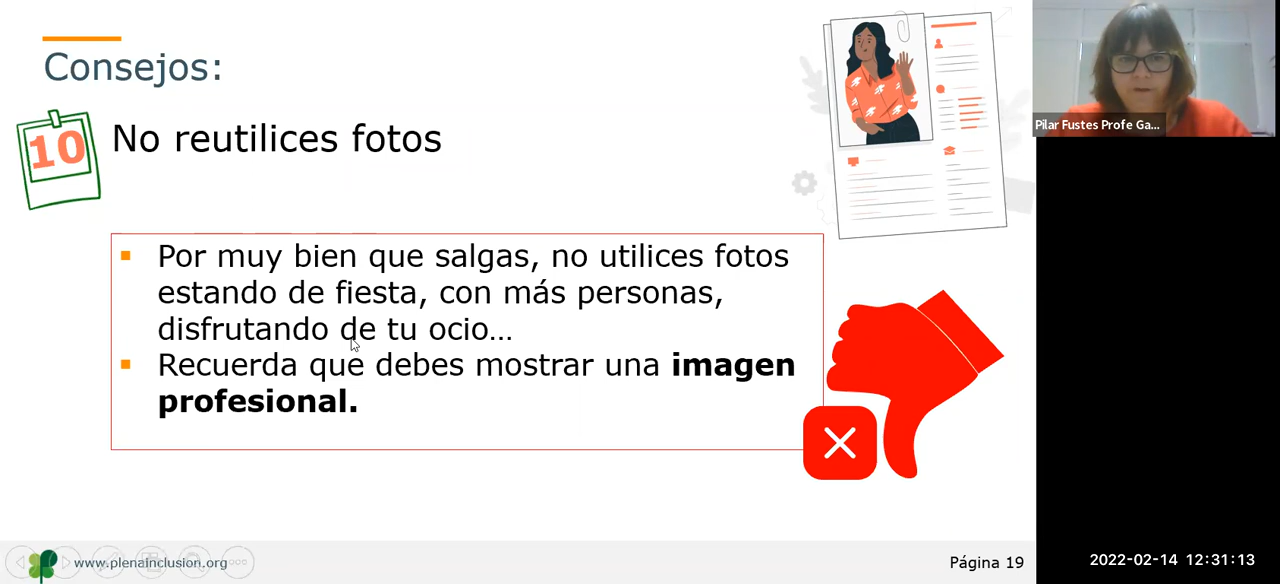 Consejos:
10
No reutilices fotos
Por muy bien que salgas, no utilices fotos
estando de fiesta, con más personas,
disfrutando de tu ocio...
Recuerda que debes mostrar una imagen
profesional.
www.plenainclusion.org
Página 19
Pilar Fustes Profe Ga...
2022-02-14 12:31:13